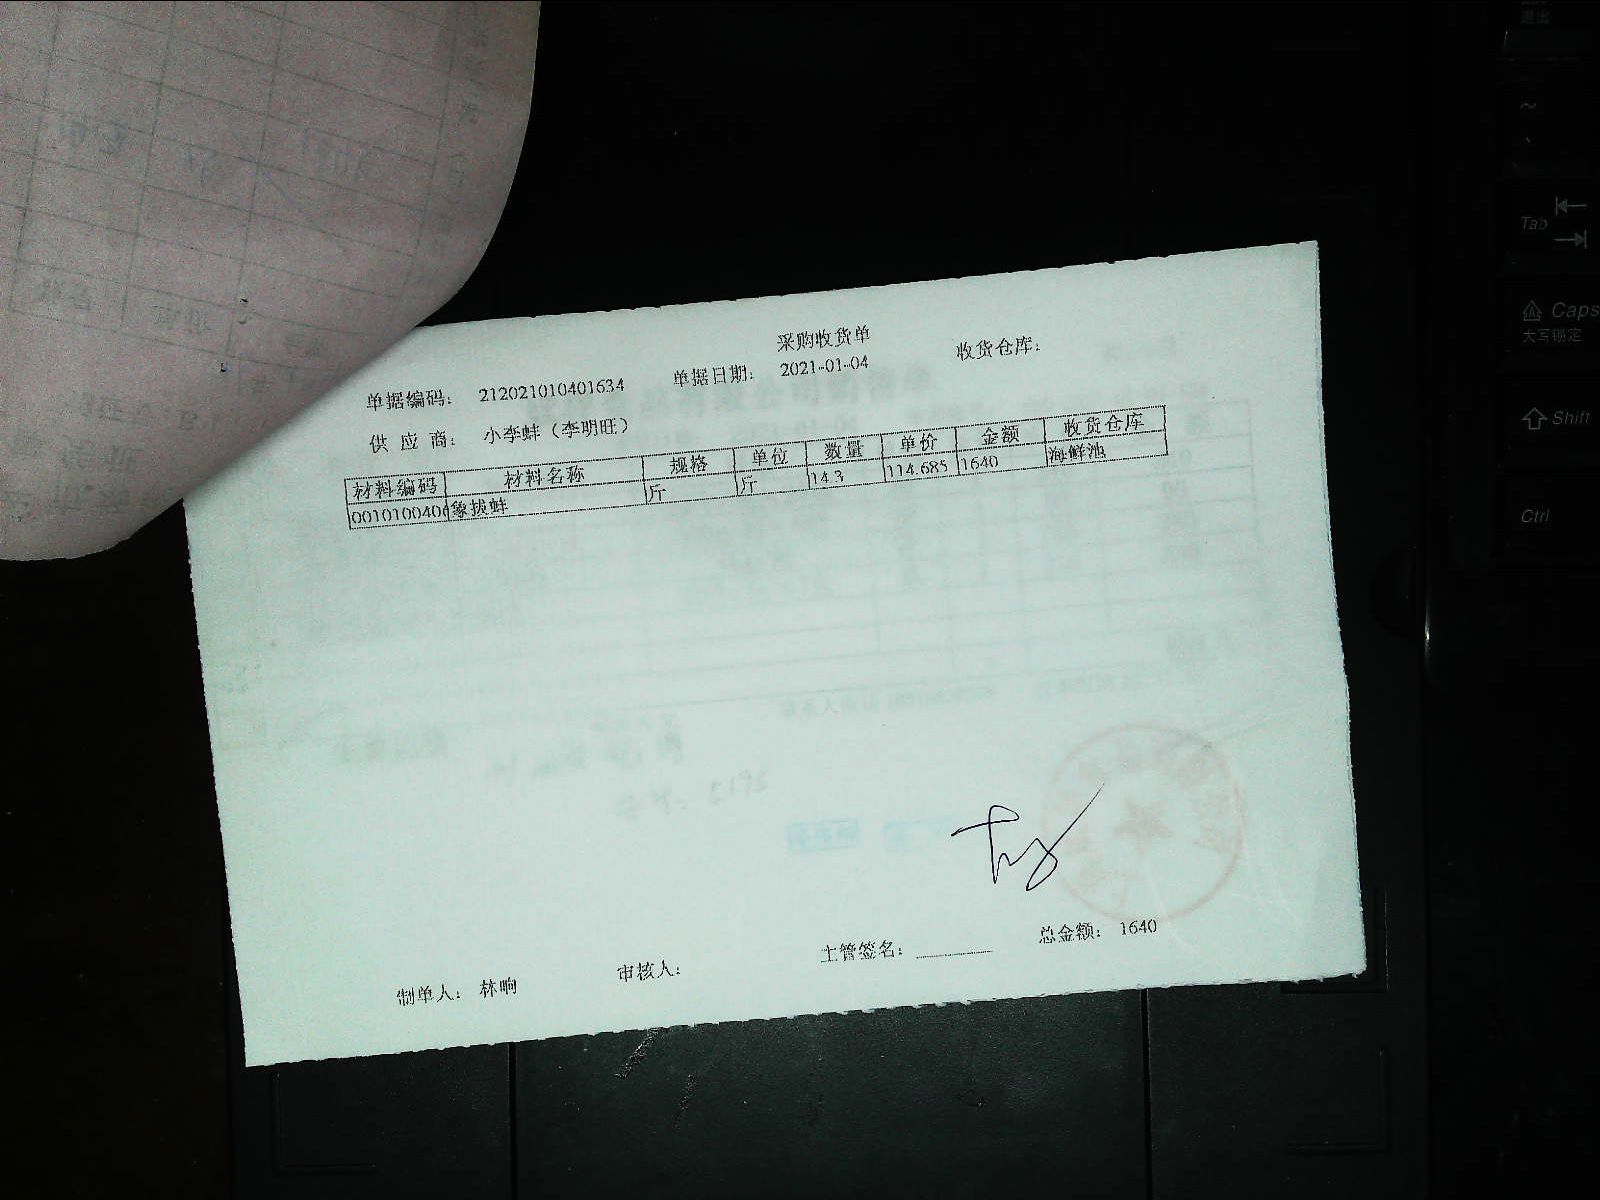 采购收货单
单据编码： 212021010401634 单据日期： 2021-01-04 收货仓库：
供 应 商： 小李蚌（李明旺）
材料编码 材料名称 规格 单位 数量 单价 金额 收货仓库
0010100406 象拔蚌 斤 斤 14.3 114.685 1640 海鲜池
制单人： 林响 审核人： 主管签名： 总金额： 1640
~
`
Tab
Caps
大写锁定
Shift
Ctrl